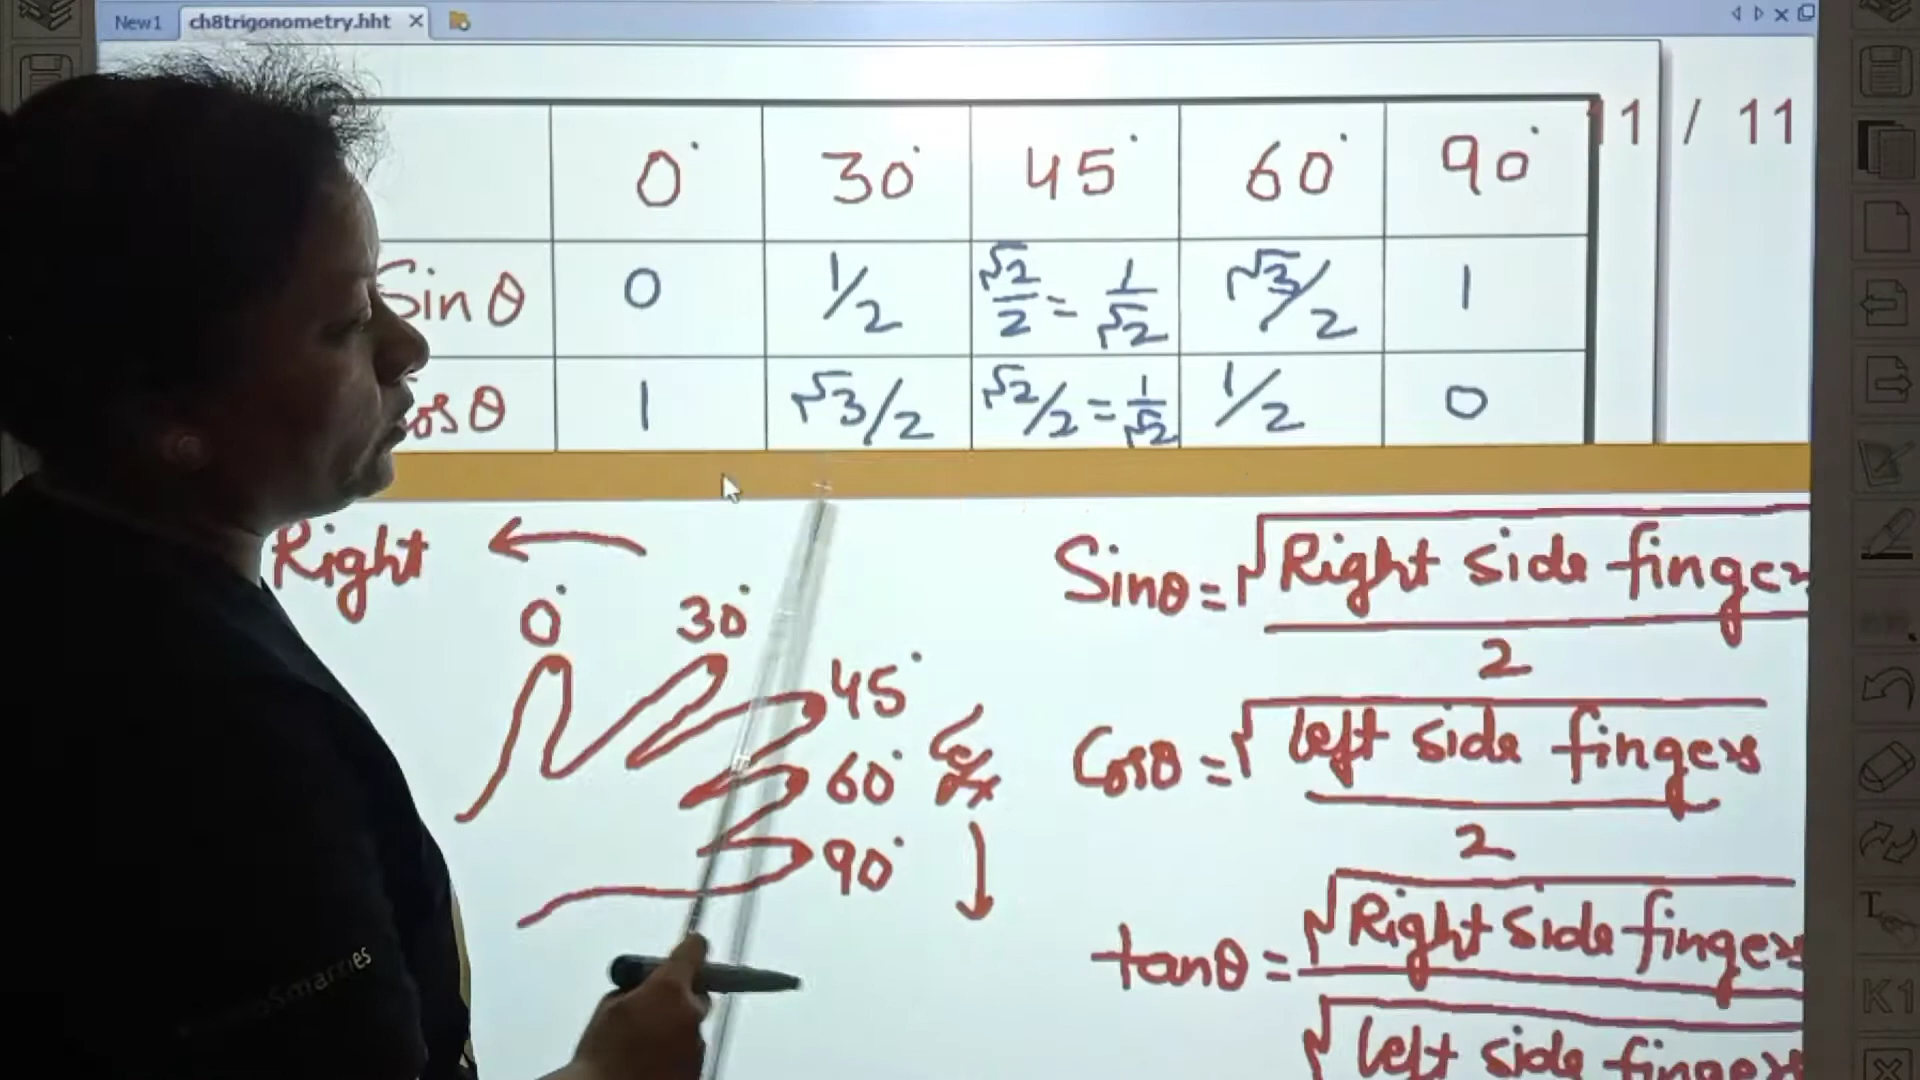 New1 ch8trigonometry.hht
11 / 11
0° 30° 45° 60° 90°
Sin θ 0 1/2 √2/2 = 1/√2 √3/2 1
Cos θ 1 √3/2 √2/2 = 1/√2 1/2 0
Right ←
0° 30°
45°
60°
90°
Sinθ = √Right side fingers / 2
Cosθ = √left side fingers / 2
tanθ = √Right side fingers / √left side fingers
K1